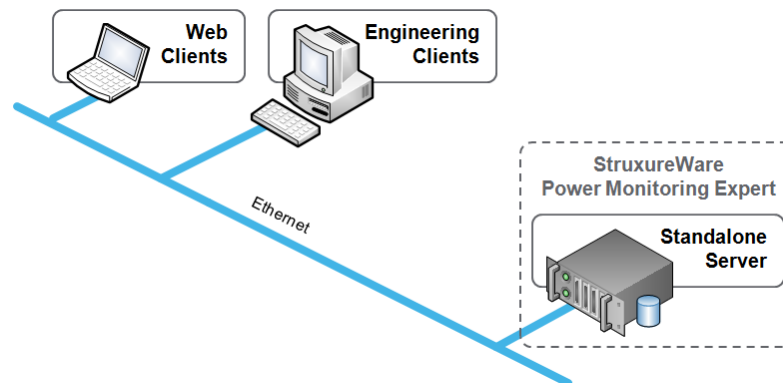 Web
Clients
Engineering
Clients
Ethernet
StruxureWare
Power Monitoring Expert
Standalone
Server